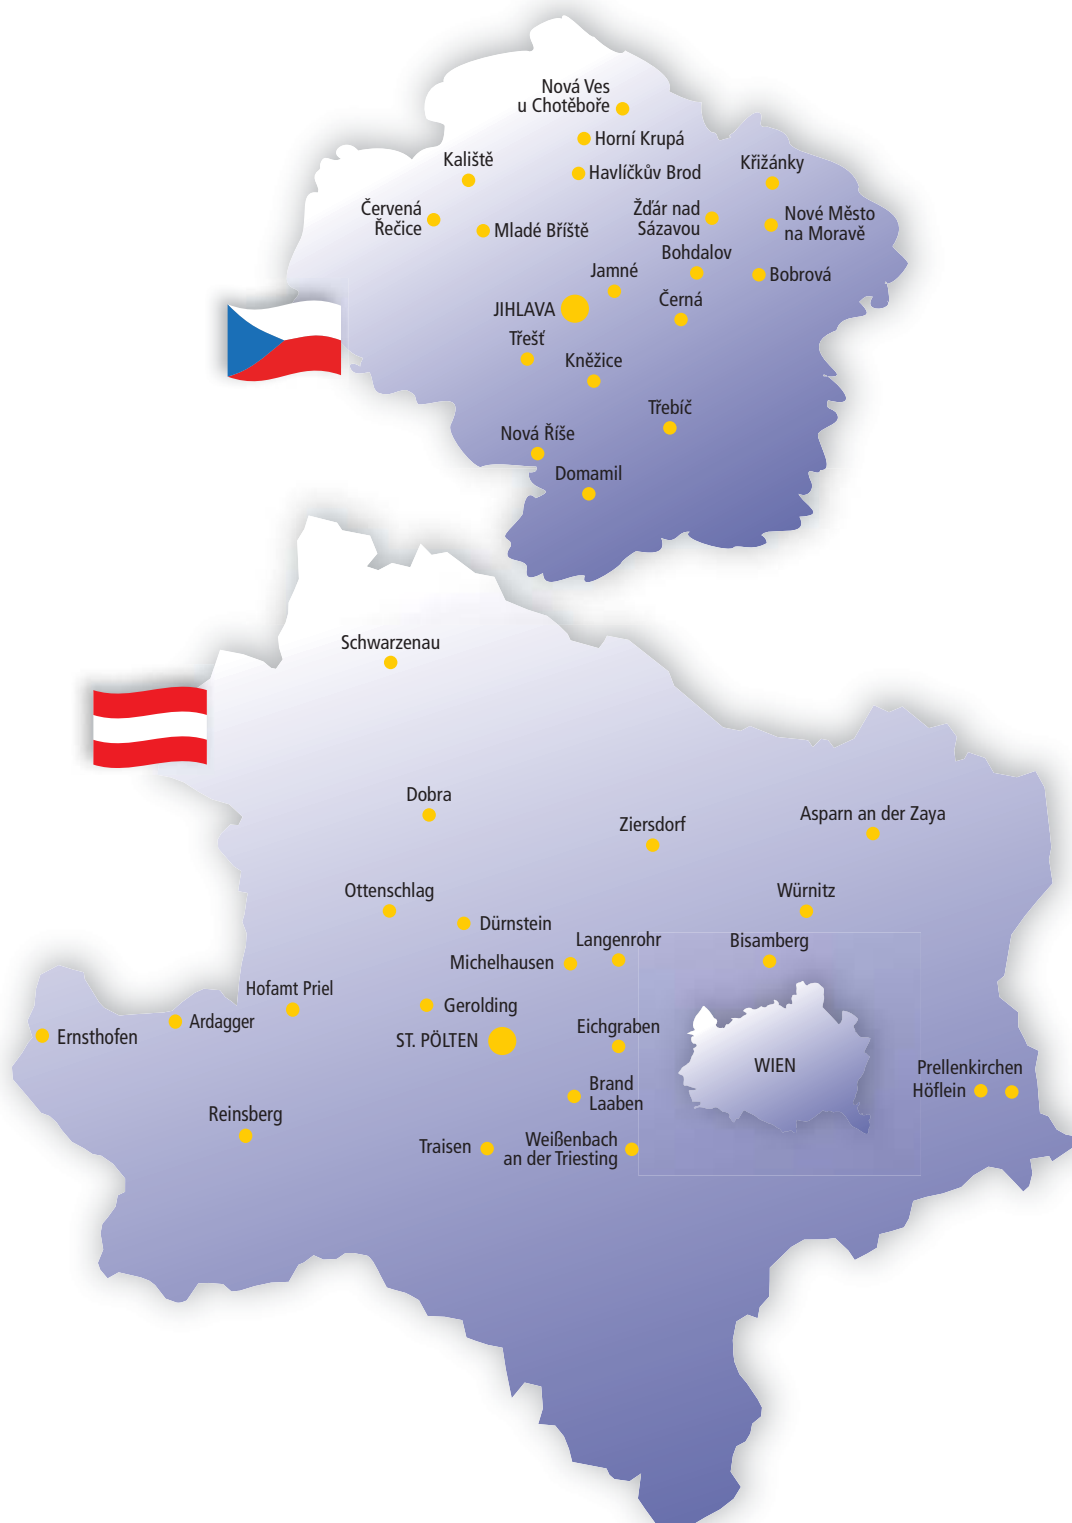 Nová Ves
u Chotěboře
Horní Krupá
Kaliště
Havlíčkův Brod
Křižánky
Červená
Řečice
Mladé Bříště
Žďár nad
Sázavou
Nové Město
na Moravě
Bohdalov
Jamné
Bobrová
JIHLAVA
Černá
Třešť
Kněžice
Třebíč
Nová Říše
Domamil
Schwarzenau
Dobra
Ziersdorf
Asparn an der Zaya
Ottenschlag
Würnitz
Dürnstein
Langenrohr
Bisamberg
Michelhausen
Hofamt Priel
Gerolding
Ardagger
Ernsthofen
ST. PÖLTEN
Eichgraben
WIEN
Prellenkirchen
Höflein
Brand
Laaben
Reinsberg
Traisen
Weißenbach
an der Triesting